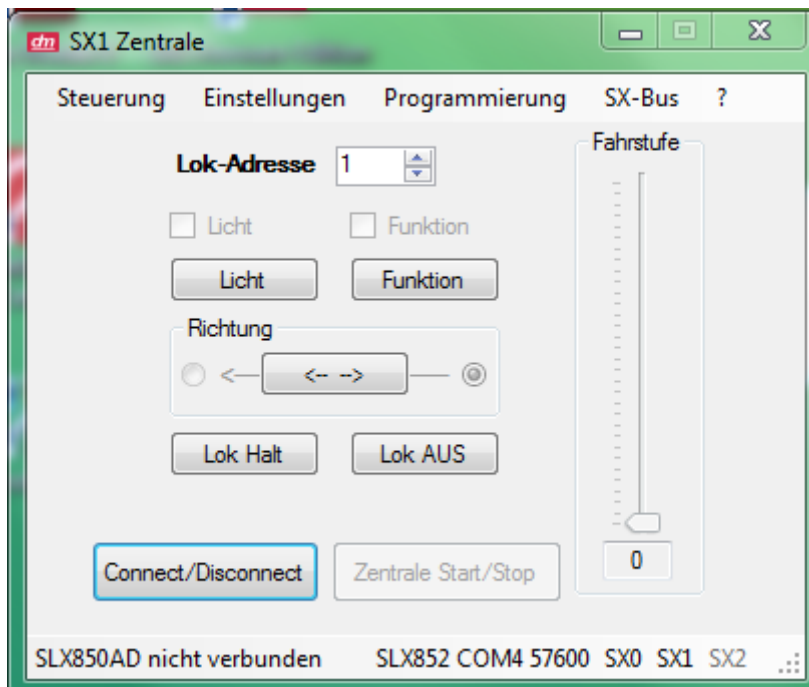 dn SX1 Zentrale
Steuerung Einstellungen Programmierung SX-Bus ?
Lok-Adresse 1
Fahrstufe
Licht Funktion
Licht Funktion
Richtung
<-- <-- -->
Lok Halt Lok AUS
Connect/Disconnect Zentrale Start/Stop
0
SLX850AD nicht verbunden SLX852 COM4 57600 SX0 SX1 SX2